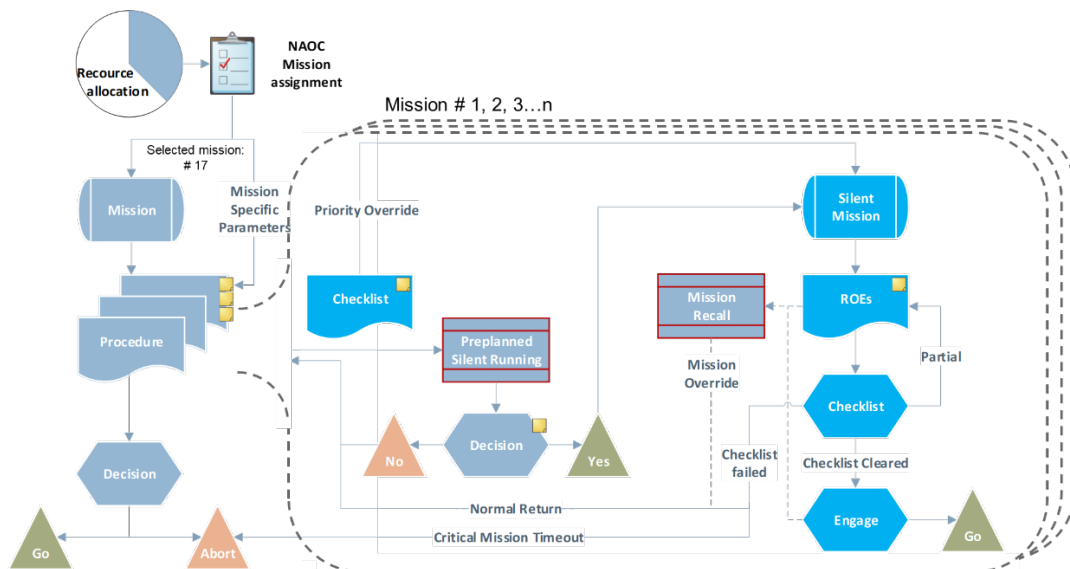 Recource
allocation
NAOC
Mission
assignment
Mission # 1, 2, 3...n
Selected mission:
# 17
Mission
Mission
Specific
Parameters
Priority Override
Silent
Mission
Checklist
Mission
Recall
ROEs
Procedure
Preplanned
Silent Running
Mission
Override
Partial
Checklist
Decision
No
Decision
Yes
Checklist
failed
Checklist Cleared
Normal Return
Engage
Go
Go
Abort
Critical Mission Timeout